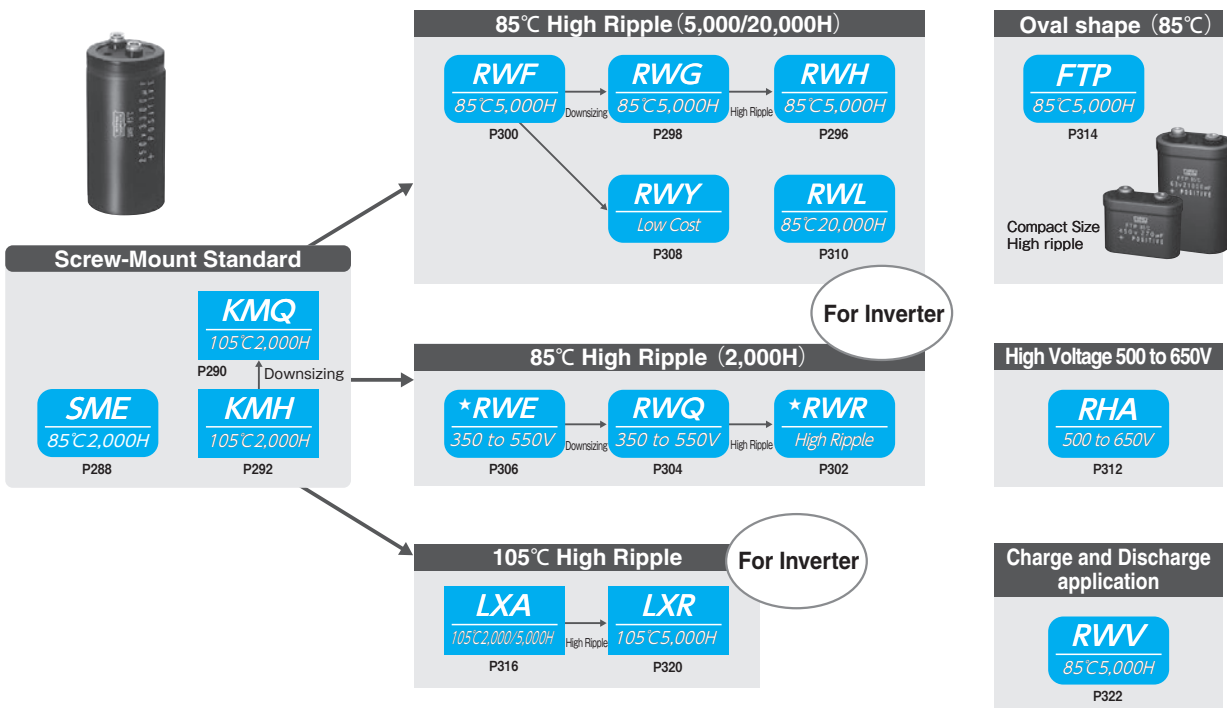 85℃ High Ripple（5,000/20,000H）
RWF
85℃5,000H
P300
Downsizing
RWG
85℃5,000H
P298
High Ripple
RWH
85℃5,000H
P296
RWY
Low Cost
P308
RWL
85℃20,000H
P310
Oval shape（85℃）
FTP
85℃5,000H
P314
Compact Size
High ripple
Screw-Mount Standard
KMQ
105℃2,000H
P290
Downsizing
SME
85℃2,000H
P288
KMH
105℃2,000H
P292
For Inverter
85℃ High Ripple（2,000H）
★RWE
350 to 550V
P306
Downsizing
RWQ
350 to 550V
P304
High Ripple
★RWR
High Ripple
P302
High Voltage 500 to 650V
RHA
500 to 650V
P312
105℃ High Ripple
For Inverter
LXA
105℃2,000/5,000H
P316
High Ripple
LXR
105℃5,000H
P320
Charge and Discharge
application
RWV
85℃5,000H
P322